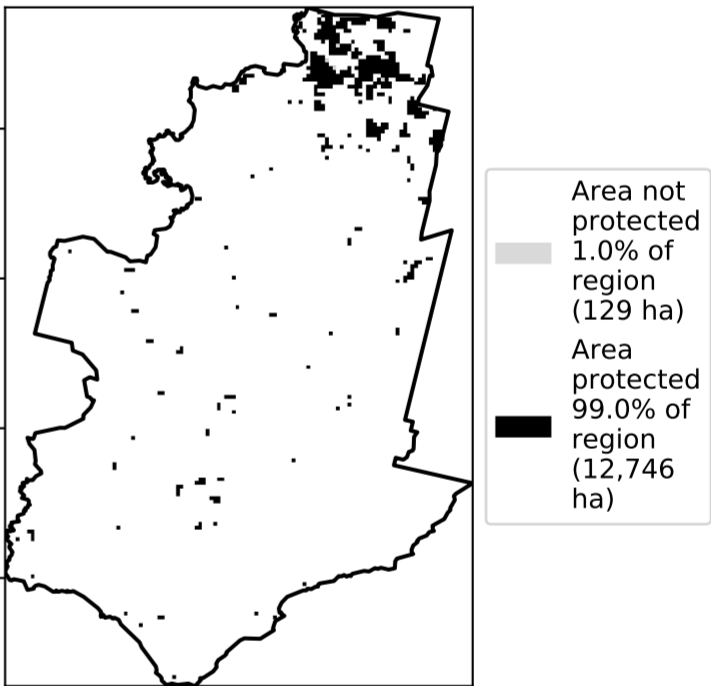 Area not
protected
1.0% of
region
(129 ha)
Area
protected
99.0% of
region
(12,746
ha)